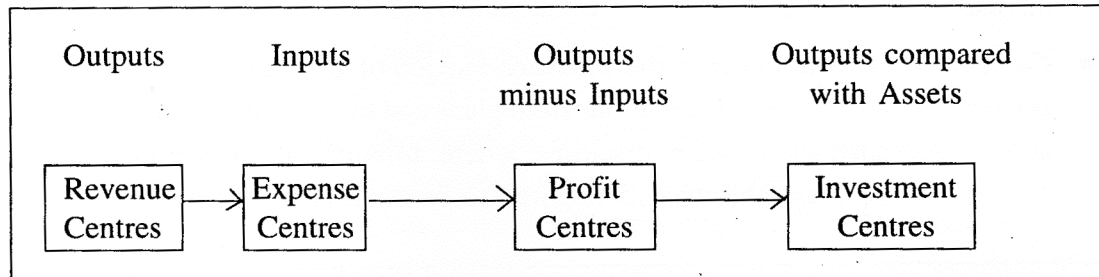 Outputs
Inputs
Outputs
minus Inputs
Outputs compared
with Assets
Revenue
Centres
Expense
Centres
Profit
Centres
Investment
Centres